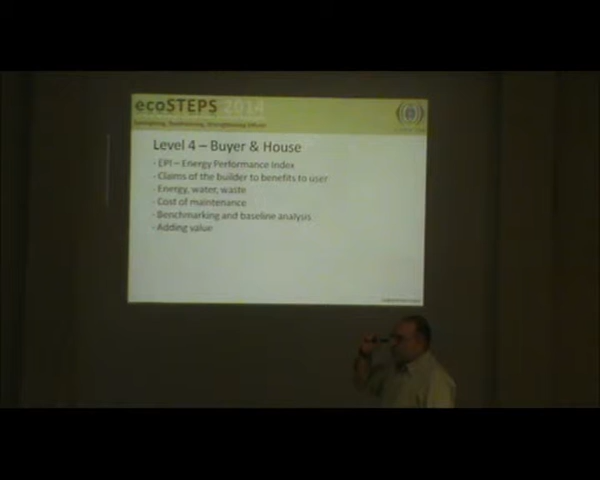 ecoSTEPS 2014
Level 4 – Buyer & House
- EPI – Energy Performance Index
- Claims of the builder to benefits to user
- Energy, water, waste
- Cost of maintenance
- Benchmarking and baseline analysis
- Adding value